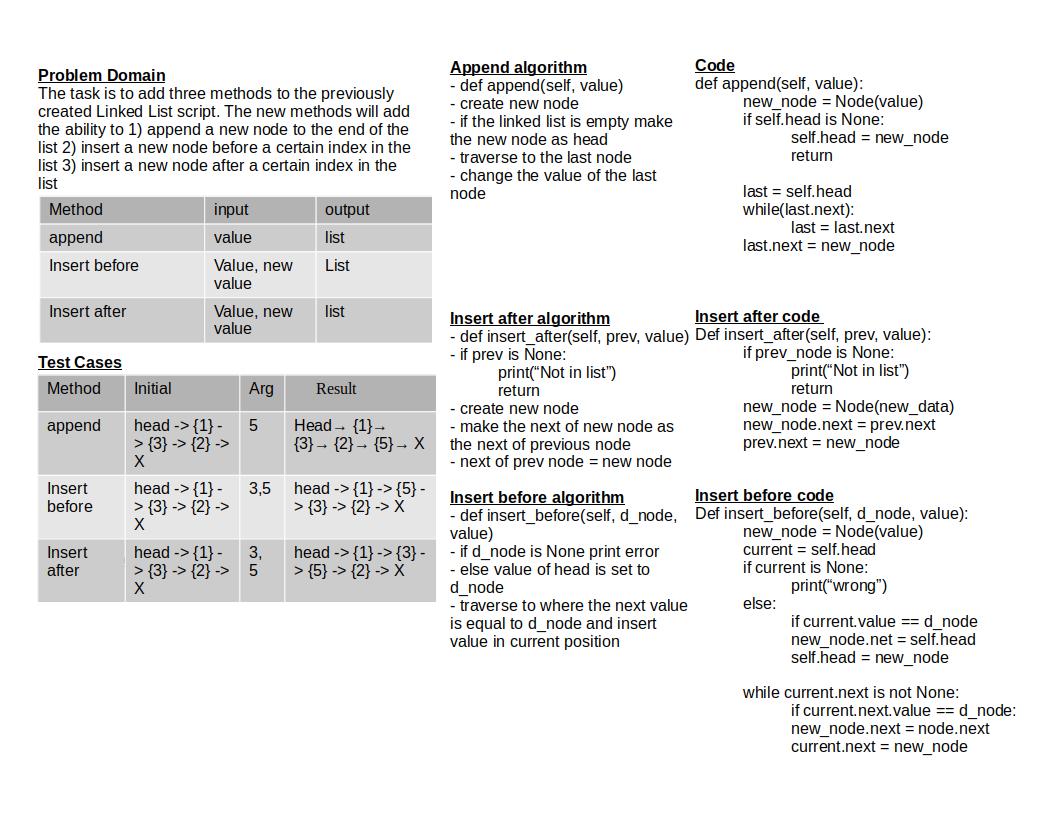 Problem Domain
The task is to add three methods to the previously
created Linked List script. The new methods will add
the ability to 1) append a new node to the end of the
list 2) insert a new node before a certain index in the
list 3) insert a new node after a certain index in the
list
Method input output
append value list
Insert before Value, new List
value
Insert after Value, new list
value
Test Cases
Method Initial Arg Result
append head -> {1} - 5 Head→ {1}→
> {3} -> {2} -> {3}→ {2}→ {5}→ X
X
Insert head -> {1} - 3,5 head -> {1} -> {5} -
before > {3} -> {2} -> > {3} -> {2} -> X
X
Insert head -> {1} - 3, head -> {1} -> {3} -
after > {3} -> {2} -> 5 > {5} -> {2} -> X
X
Append algorithm
- def append(self, value)
- create new node
- if the linked list is empty make
the new node as head
- traverse to the last node
- change the value of the last
node
Insert after algorithm
- def insert_after(self, prev, value)
- if prev is None:
print(“Not in list”)
return
- create new node
- make the next of new node as
the next of previous node
- next of prev node = new node
Insert before algorithm
- def insert_before(self, d_node,
value)
- if d_node is None print error
- else value of head is set to
d_node
- traverse to where the next value
is equal to d_node and insert
value in current position
Code
def append(self, value):
new_node = Node(value)
if self.head is None:
self.head = new_node
return
last = self.head
while(last.next):
last = last.next
last.next = new_node
Insert after code
Def insert_after(self, prev, value):
if prev_node is None:
print(“Not in list”)
return
new_node = Node(new_data)
new_node.next = prev.next
prev.next = new_node
Insert before code
Def insert_before(self, d_node, value):
new_node = Node(value)
current = self.head
if current is None:
print(“wrong”)
else:
if current.value == d_node
new_node.net = self.head
self.head = new_node
while current.next is not None:
if current.next.value == d_node:
new_node.next = node.next
current.next = new_node